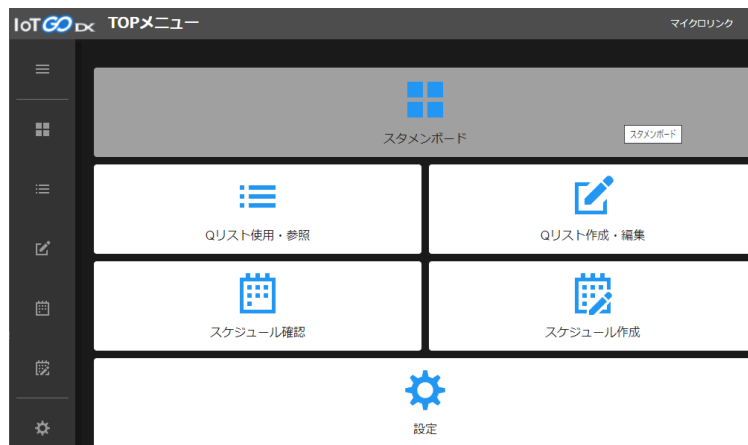 IoT GO DX TOPメニュー マイクロリンク
スタメンボード
スタメンボード
Qリスト使用・参照 Qリスト作成・編集
スケジュール確認 スケジュール作成
設定